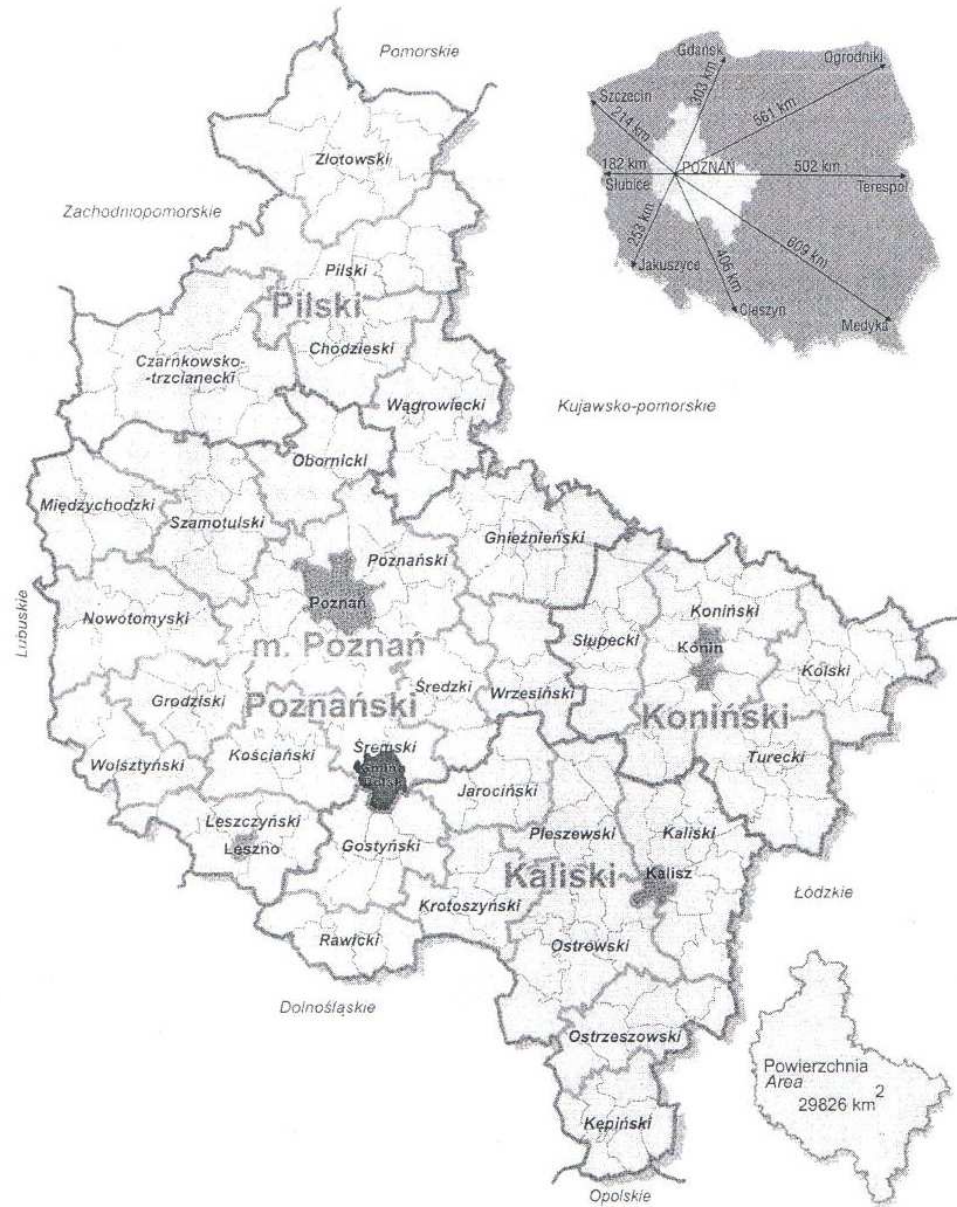 Pomorskie
Gdańsk
Ogrodniki
Szczecin
303 km
561 km
214 km
182 km
POZNAŃ
502 km
Słubice
Terespol
253 km
406 km
609 km
Jakuszyce
Cieszyn
Medyka
Złotowski
Zachodniopomorskie
Pilski
Pilski
Chodzieski
Czarnkowsko-
-trzcianecki
Wągrowiecki
Kujawsko-pomorskie
Obornicki
Międzychodzki
Szamotulski
Gnieźnieński
Poznański
Poznań
Lubuskie
Nowotomyski
Koniński
Słupecki
Konin
m. Poznań
Kolski
Średzki
Grodziski
Wrzesiński
Poznański
Koniński
Śremski
Kościański
Wolsztyński
Turecki
Gmina
Jarociński
Leszczyński
Pleszewski
Kaliski
Leszno
Gostyński
Kaliski
Kalisz
Łódzkie
Krotoszyński
Rawicki
Ostrowski
Dolnośląskie
Ostrzeszowski
Powierzchnia
Area
29826 km2
Kępiński
Opolskie